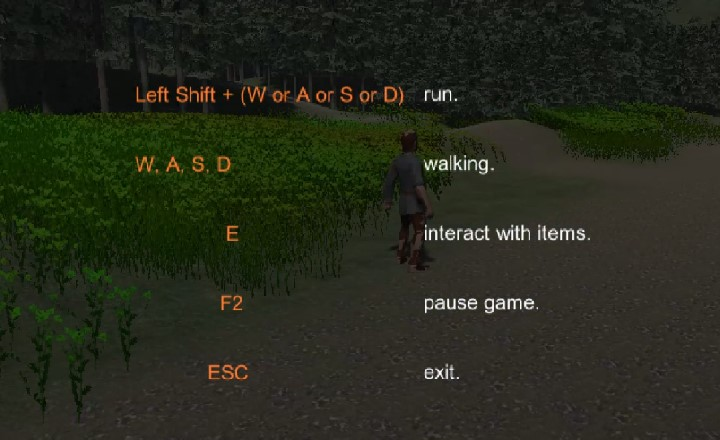 Left Shift + (W or A or S or D) run.
W, A, S, D walking.
E interact with items.
F2 pause game.
ESC exit.